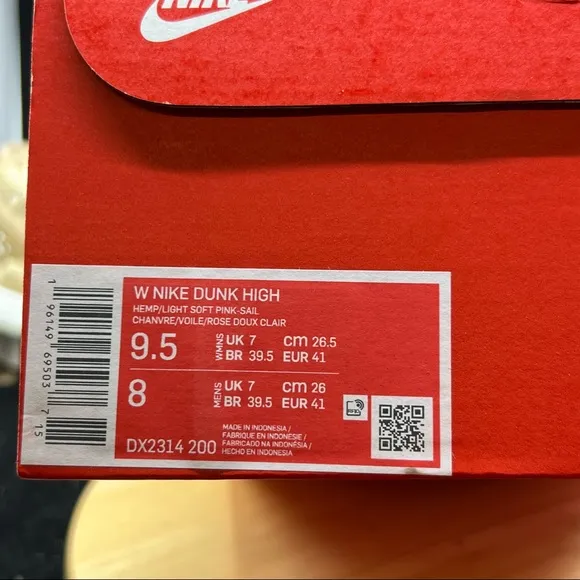 NIKE
W NIKE DUNK HIGH
HEMP/LIGHT SOFT PINK-SAIL
CHANVRE/VOILE/ROSE DOUX CLAIR
9.5 WMNS UK 7 cm 26.5
BR 39.5 EUR 41
8 MENS UK 7 cm 26
BR 39.5 EUR 41
DX2314 200
MADE IN INDONESIA/
FABRIQUE EN INDONÉSIE/
FABRICADO NA INDONÉSIA/
HECHO EN INDONESIA
1 96149 69503 7 15